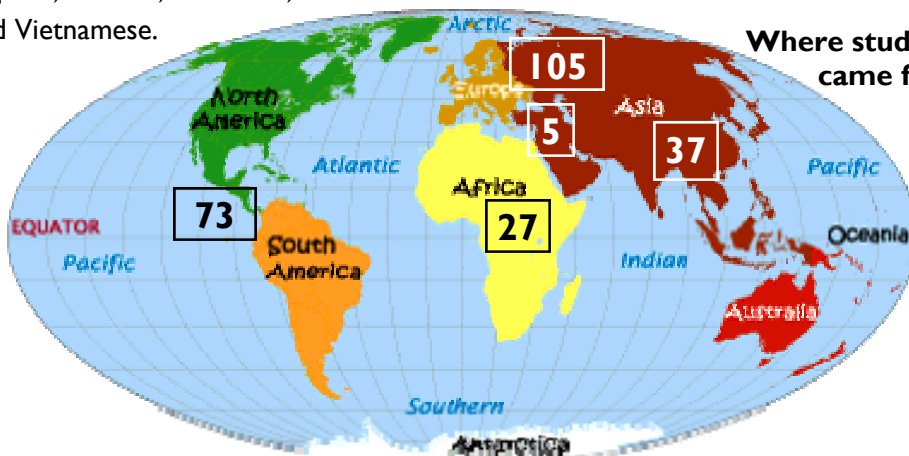 d Vietnamese.
Where stud
came f
Arctic
105
North
America
Europe
Asia
5
37
Atlantic
Pacific
Africa
73
27
EQUATOR
Oceania
South
America
Pacific
Indian
Australia
Southern
Antarctica